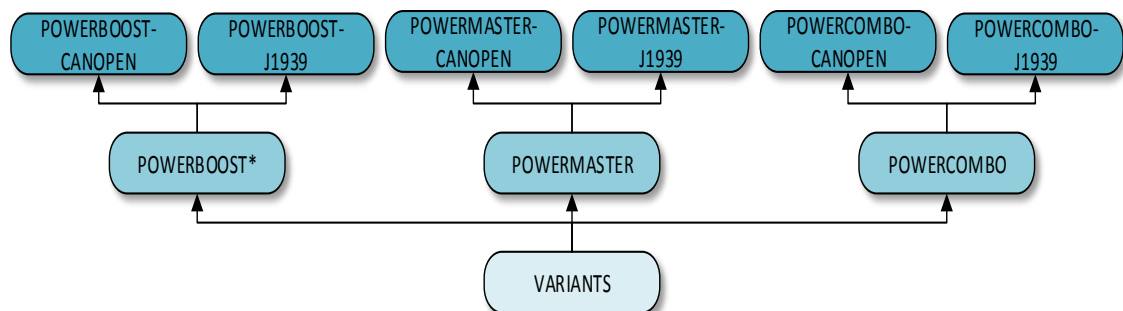 POWERBOOST-
CANOPEN
POWERBOOST-
J1939
POWERMASTER-
CANOPEN
POWERMASTER-
J1939
POWERCOMBO-
CANOPEN
POWERCOMBO-
J1939
POWERBOOST*
POWERMASTER
POWERCOMBO
VARIANTS